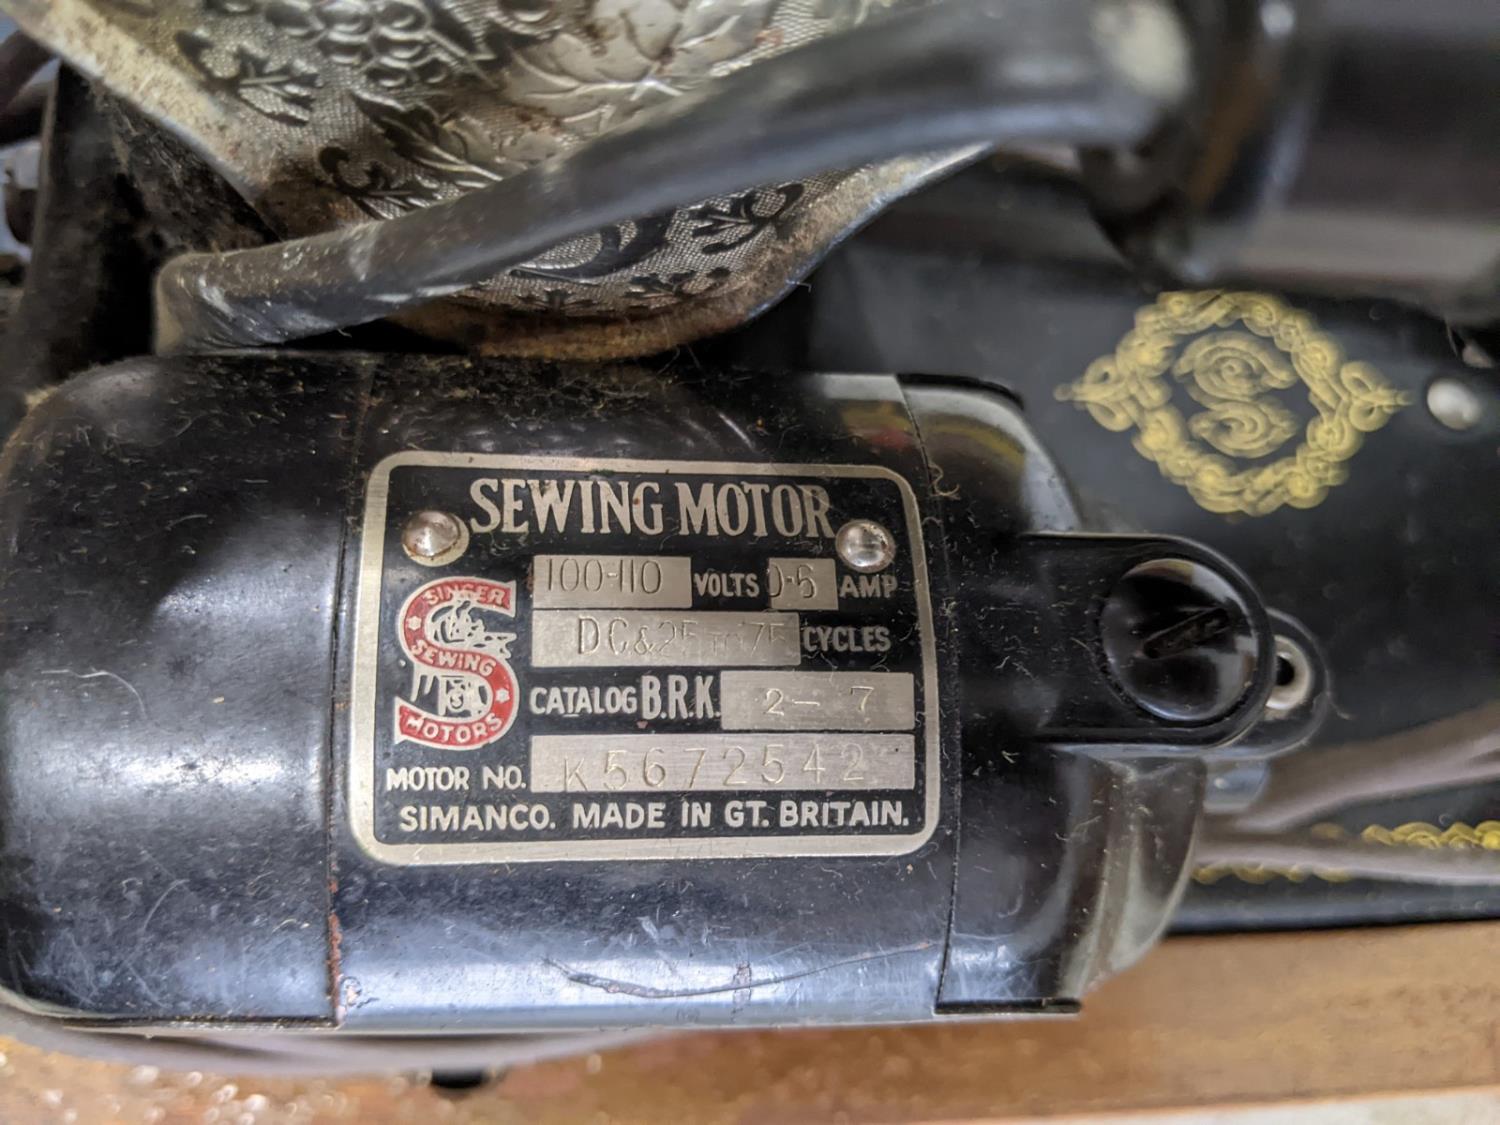 SEWING MOTOR
100-110 VOLTS 0-6 AMP
DC & 25 TO 75 CYCLES
CATALOG B.R.K. 2 - 7
MOTOR NO. K5672542
SIMANCO. MADE IN GT. BRITAIN.
SINGER
SEWING
MOTORS
S